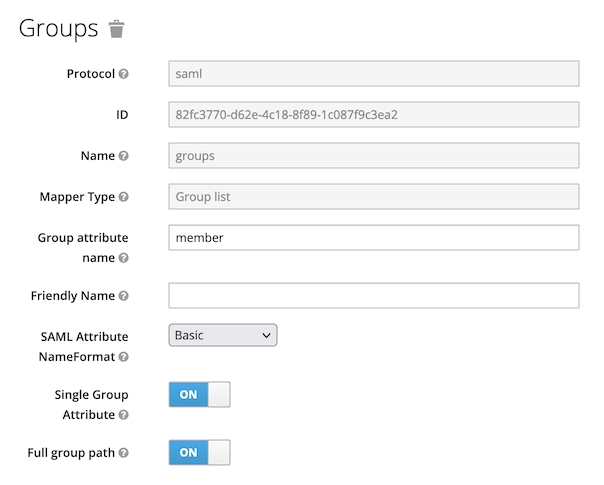 Groups
Protocol
saml
ID
82fc3770-d62e-4c18-8f89-1c087f9c3ea2
Name
groups
Mapper Type
Group list
Group attribute
name
member
Friendly Name
SAML Attribute
NameFormat
Basic
Single Group
Attribute
ON
Full group path
ON